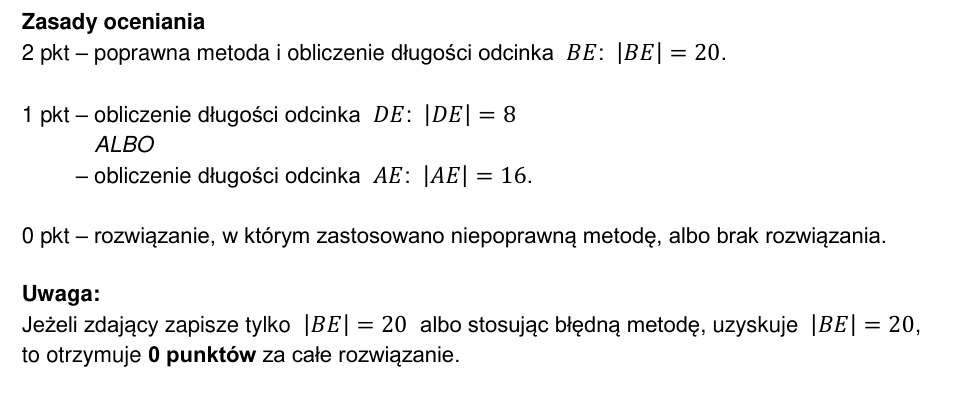 Zasady oceniania
2 pkt – poprawna metoda i obliczenie długości odcinka BE: |BE| = 20.
1 pkt – obliczenie długości odcinka DE: |DE| = 8
ALBO
– obliczenie długości odcinka AE: |AE| = 16.
0 pkt – rozwiązanie, w którym zastosowano niepoprawną metodę, albo brak rozwiązania.
Uwaga:
Jeżeli zdający zapisze tylko |BE| = 20 albo stosując błędną metodę, uzyskuje |BE| = 20,
to otrzymuje 0 punktów za całe rozwiązanie.